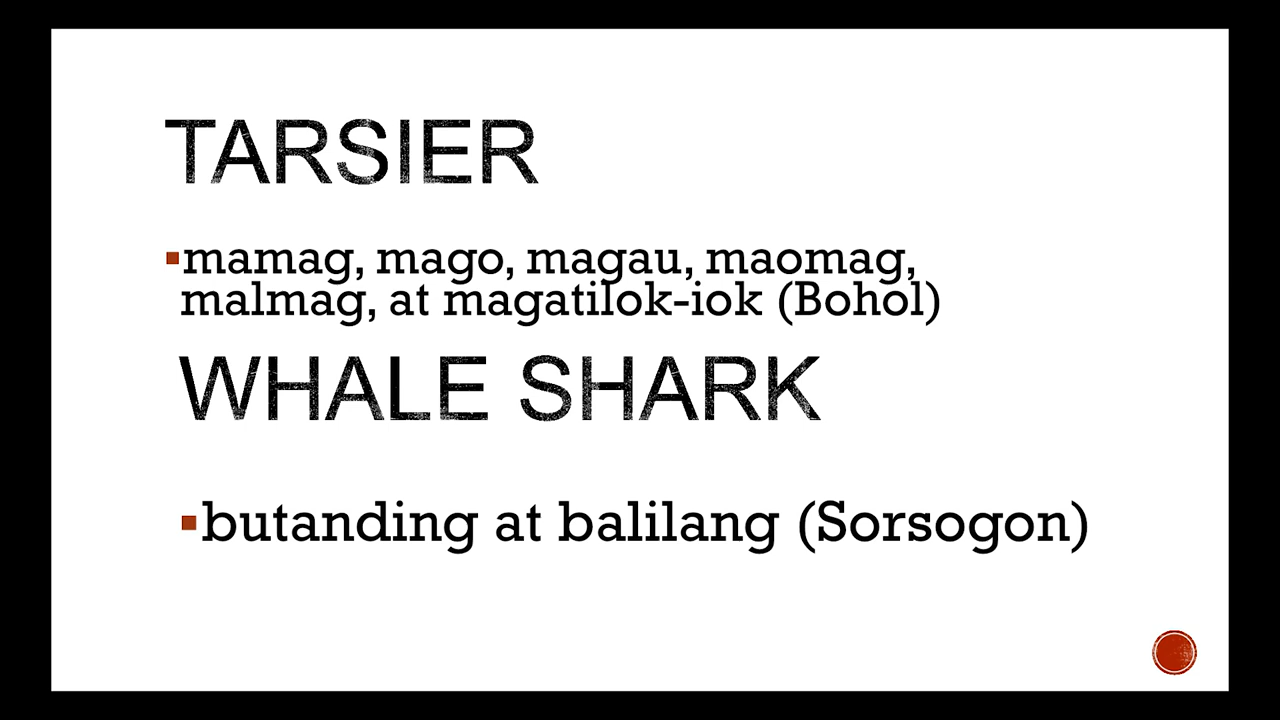 TARSIER
▪mamag, mago, magau, maomag,
malmag, at magatilok-iok (Bohol)
WHALE SHARK
▪butanding at balilang (Sorsogon)